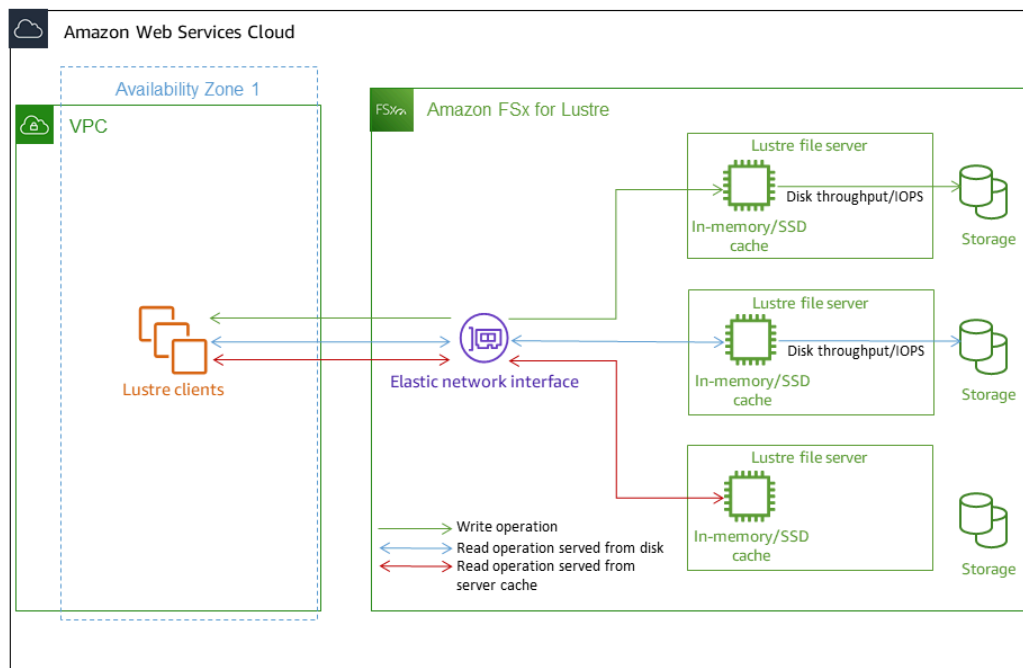 Amazon Web Services Cloud
Availability Zone 1
VPC
FSx
Amazon FSx for Lustre
Lustre file server
Disk throughput/IOPS
In-memory/SSD
cache
Storage
Lustre file server
Disk throughput/IOPS
In-memory/SSD
cache
Storage
Lustre clients
Elastic network interface
Lustre file server
In-memory/SSD
cache
Storage
Write operation
Read operation served from disk
Read operation served from
server cache